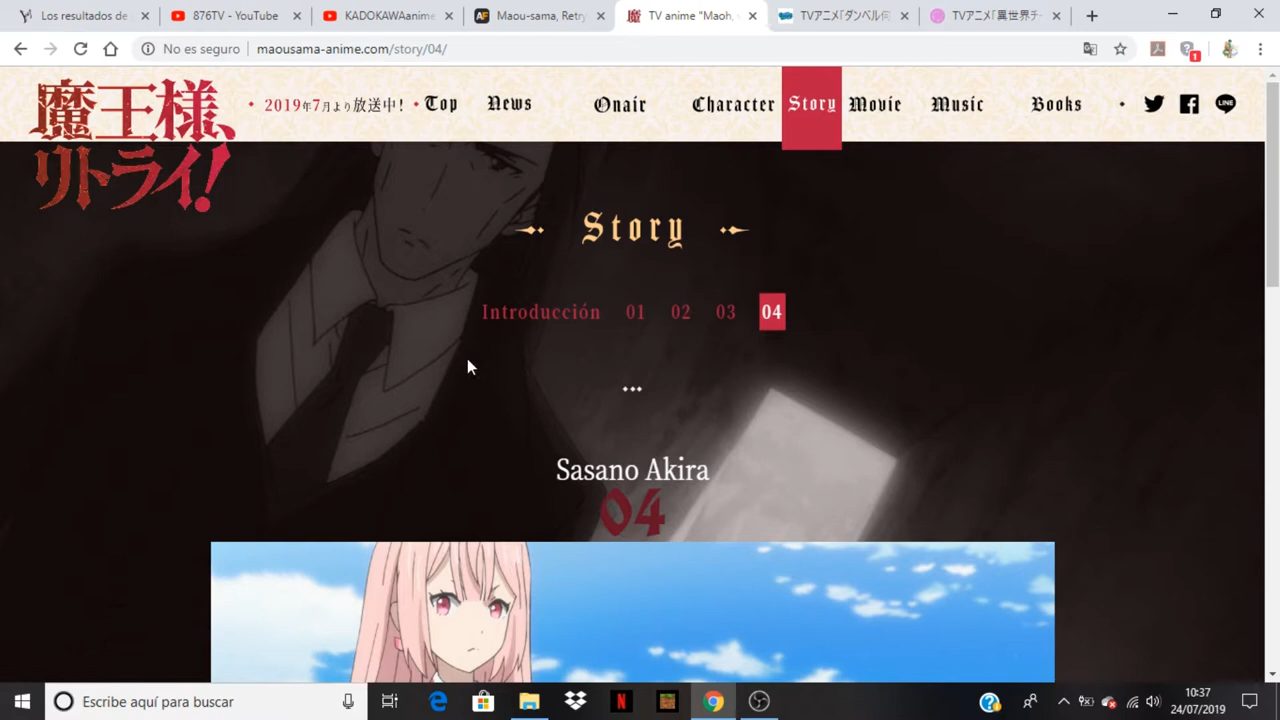 Los resultados de
876TV - YouTube
KADOKAWAanime
Maou-sama, Retry
TV anime "Maoh,
TVアニメ「ダンベル何
TVアニメ「異世界チー
No es seguro
maousama-anime.com/story/04/
1
魔王様、
リトライ!
2019年7月より放送中!
Top
News
Onair
Character
Story
Movie
Music
Books
LINE
Story
Introducción 01 02 03 04
Sasano Akira
04
Escribe aquí para buscar
10:37
24/07/2019